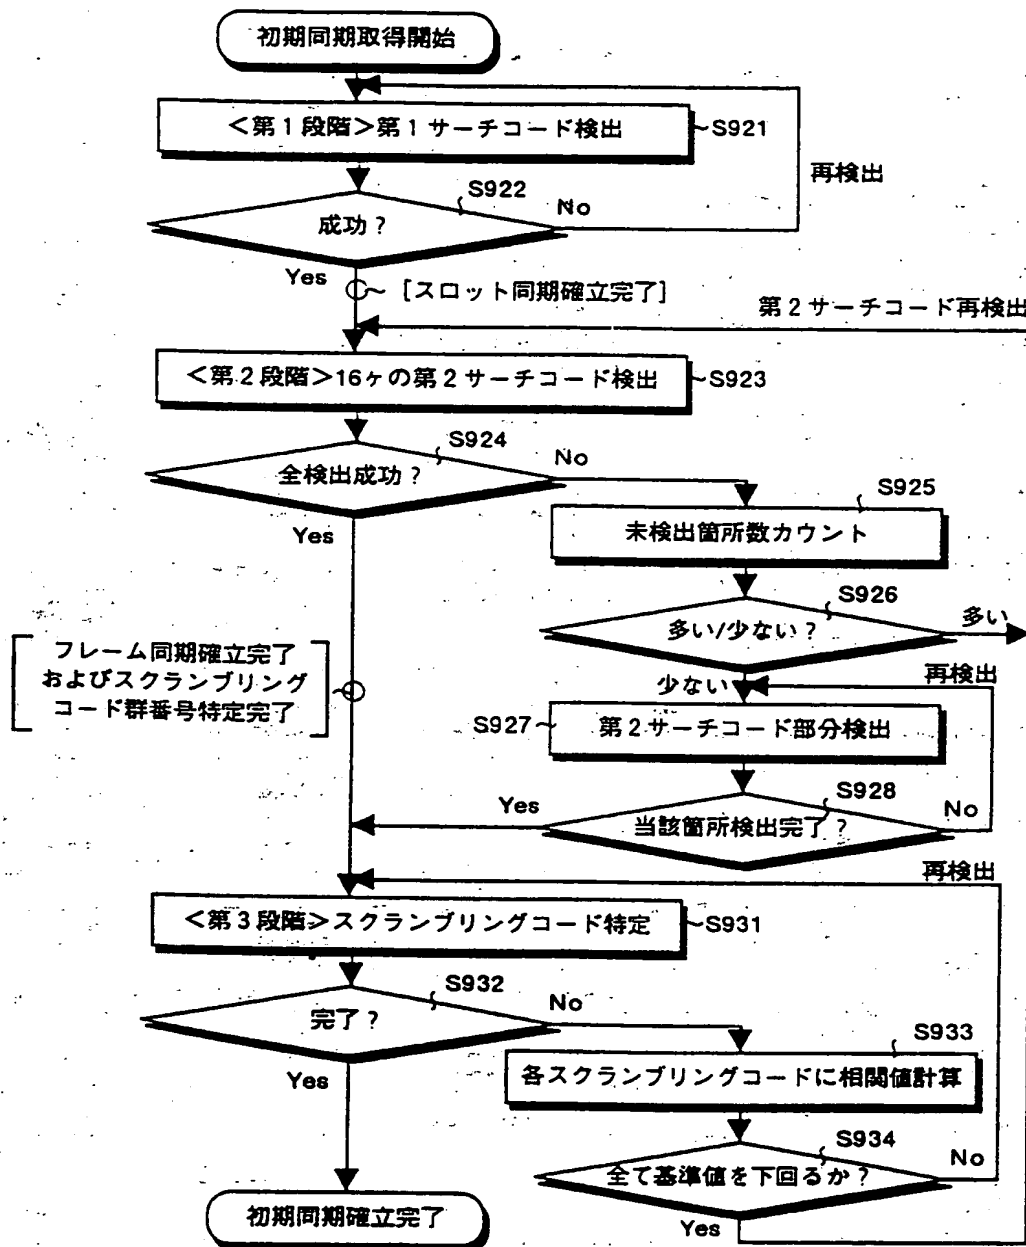 初期同期取得開始
＜第1段階＞第1サーチコード検出
S921
再検出
S922
成功？
No
Yes
[スロット同期確立完了]
第2サーチコード再検出
＜第2段階＞16ヶの第2サーチコード検出
S923
S924
全検出成功？
No
Yes
S925
未検出箇所数カウント
S926
多い/少ない？
多い
フレーム同期確立完了
およびスクランブリング
コード群番号特定完了
少ない
再検出
S927
第2サーチコード部分検出
S928
当該箇所検出完了？
Yes
No
再検出
＜第3段階＞スクランブリングコード特定
S931
S932
完了？
No
Yes
S933
各スクランブリングコードに相関値計算
S934
全て基準値を下回るか？
No
Yes
初期同期確立完了